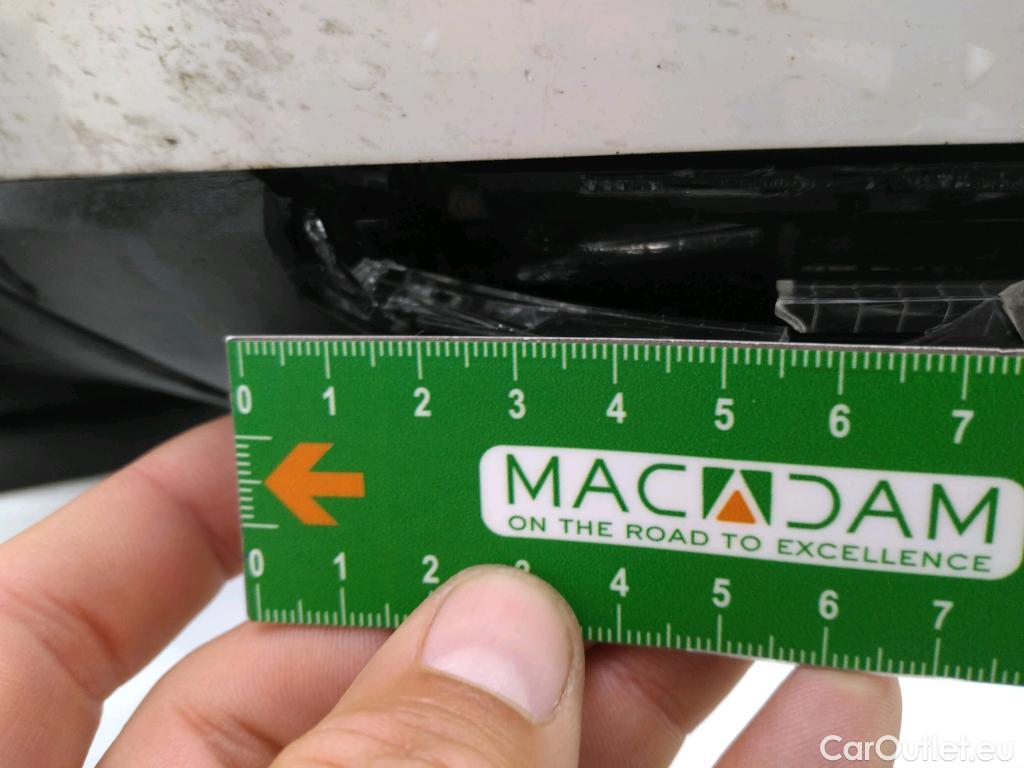 0 1 2 3 4 5 6 7
MACADAM
ON THE ROAD TO EXCELLENCE
0 1 2 3 4 5 6 7
CarOutlet.eu